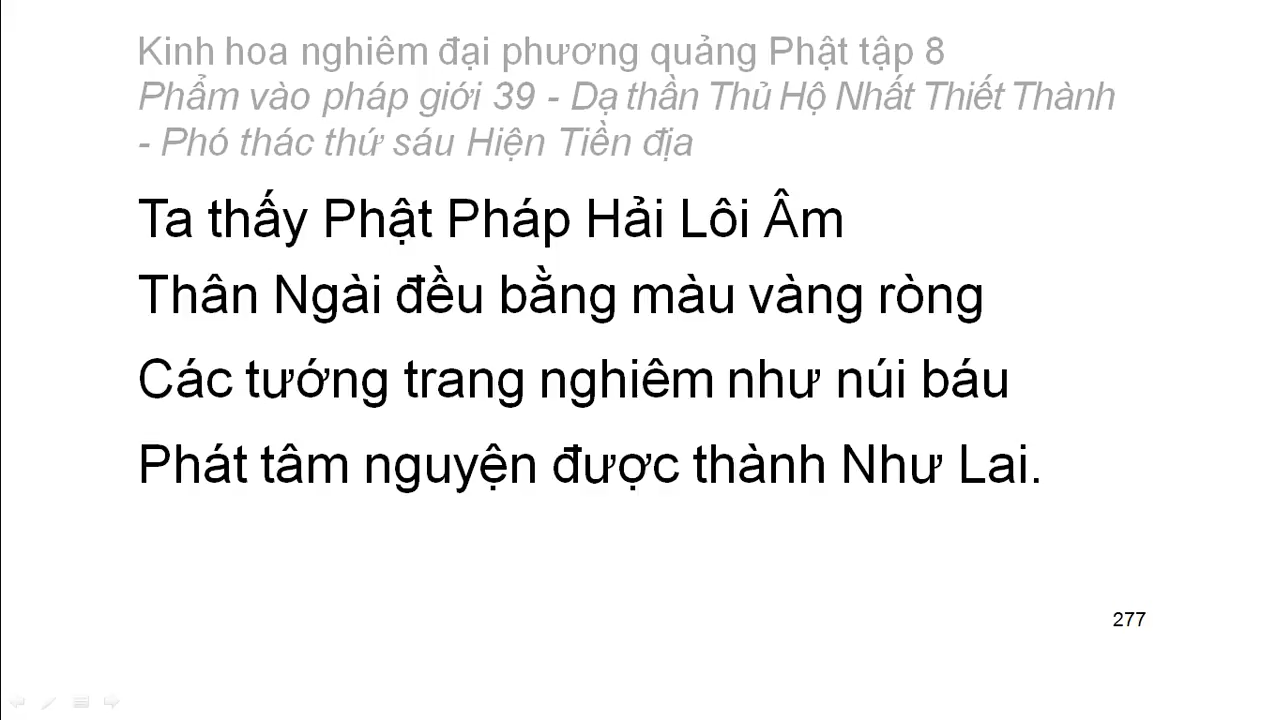 Kinh hoa nghiêm đại phương quảng Phật tập 8
Phẩm vào pháp giới 39 - Dạ thần Thủ Hộ Nhất Thiết Thành
- Phó thác thứ sáu Hiện Tiền địa
Ta thấy Phật Pháp Hải Lôi Âm
Thân Ngài đều bằng màu vàng ròng
Các tướng trang nghiêm như núi báu
Phát tâm nguyện được thành Như Lai.
277